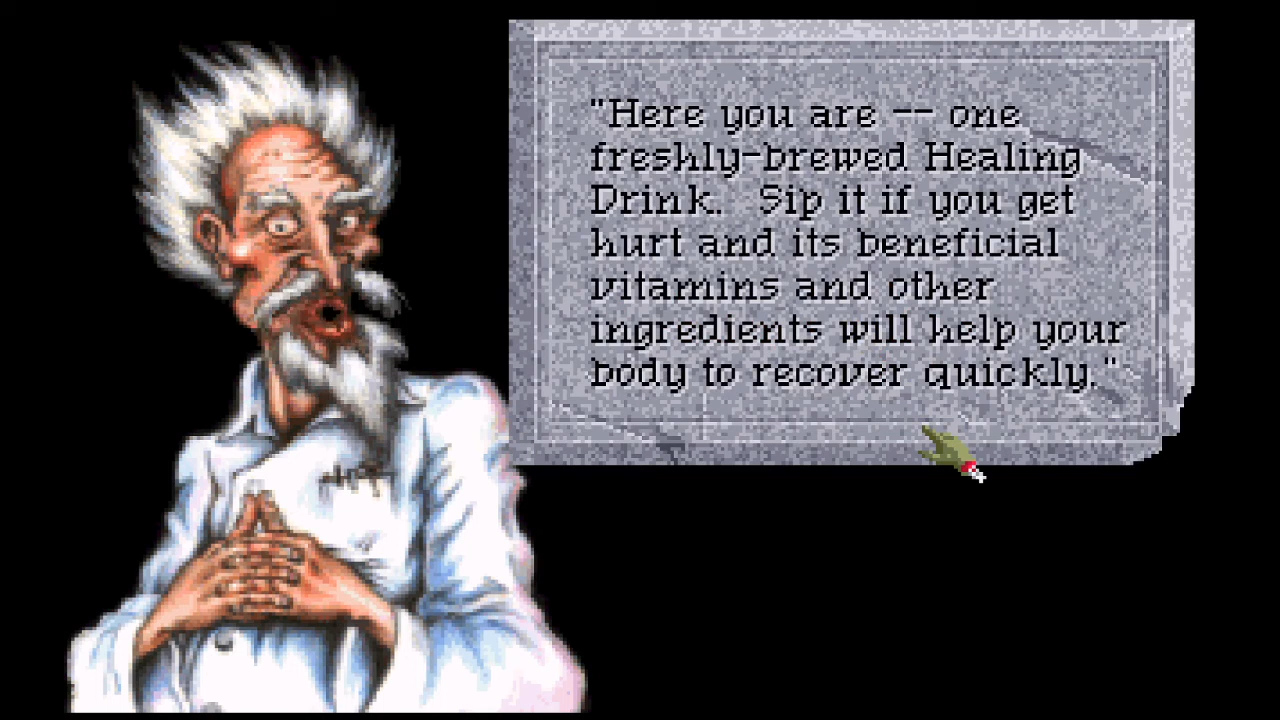 "Here you are -- one
freshly-brewed Healing
Drink.  Sip it if you get
hurt and its beneficial
vitamins and other
ingredients will help your
body to recover quickly."